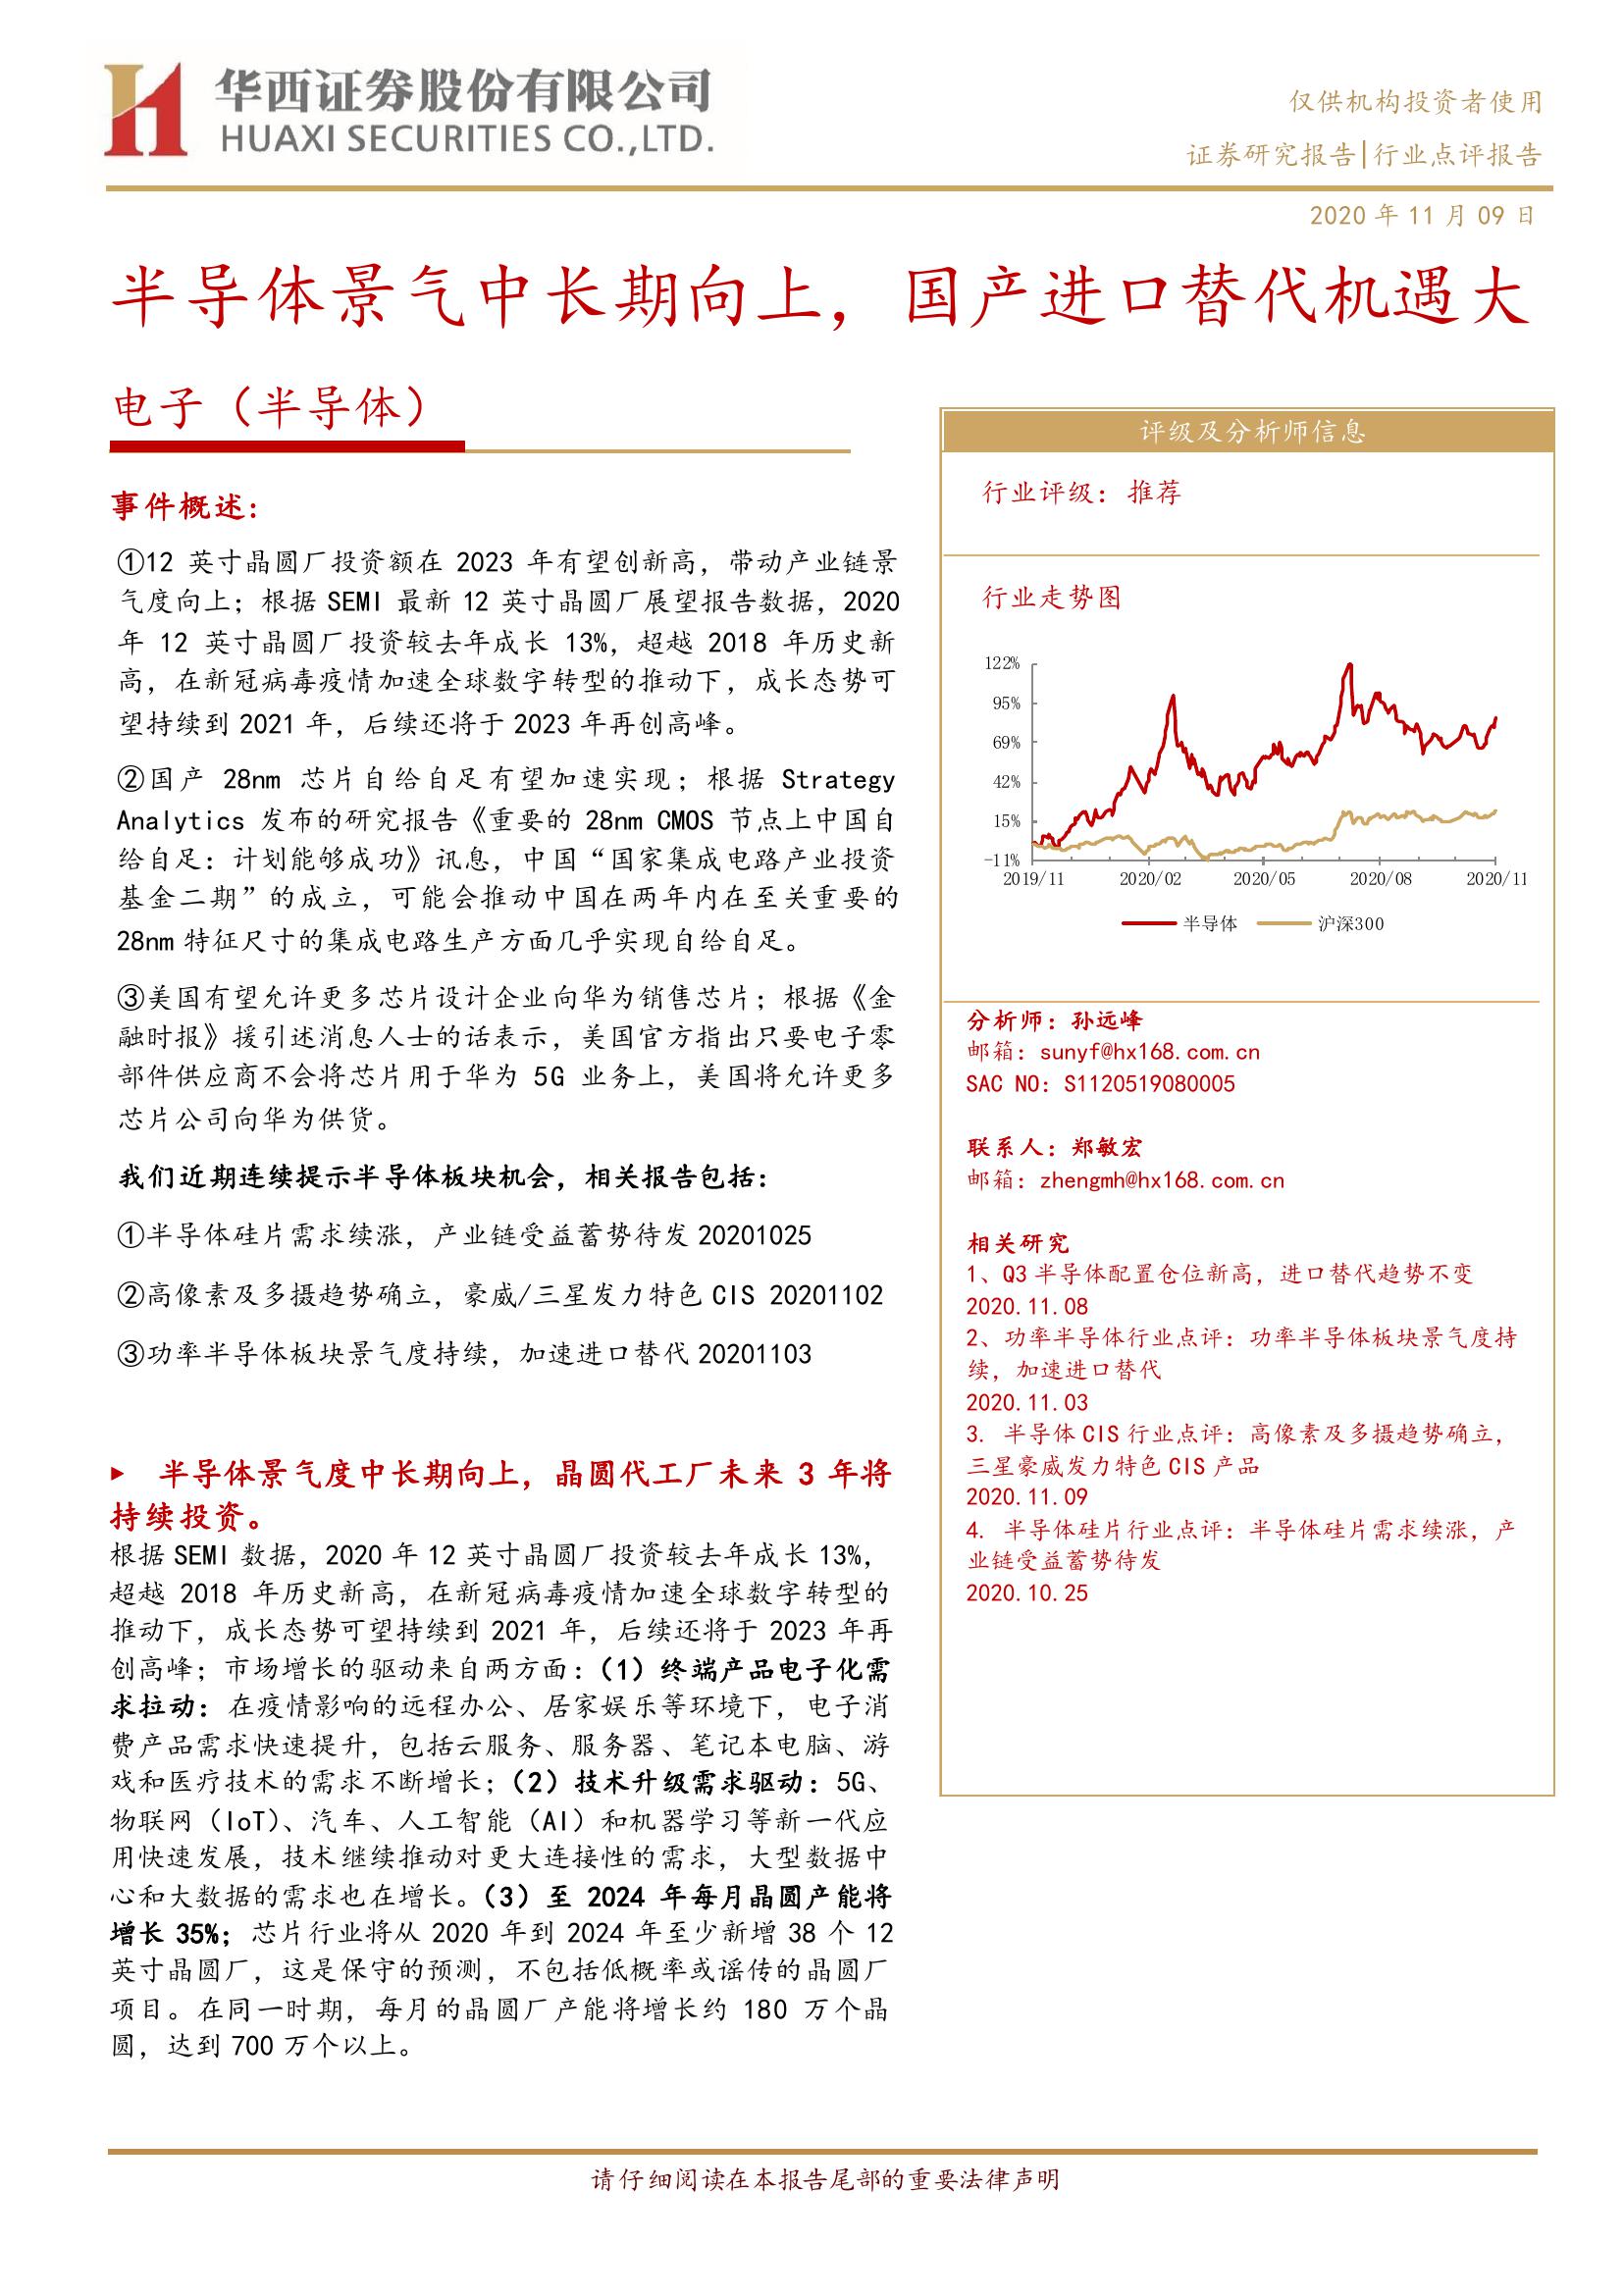 华西证券股份有限公司
HUAXI SECURITIES CO.,LTD.
仅供机构投资者使用
证券研究报告|行业点评报告
2020 年 11 月 09 日
半导体景气中长期向上，国产进口替代机遇大
电子（半导体）
事件概述：
①12 英寸晶圆厂投资额在 2023 年有望创新高，带动产业链景
气度向上；根据 SEMI 最新 12 英寸晶圆厂展望报告数据，2020
年 12 英寸晶圆厂投资较去年成长 13%，超越 2018 年历史新
高，在新冠病毒疫情加速全球数字转型的推动下，成长态势可
望持续到 2021 年，后续还将于 2023 年再创高峰。
②国产 28nm 芯片自给自足有望加速实现；根据 Strategy
Analytics 发布的研究报告《重要的 28nm CMOS 节点上中国自
给自足：计划能够成功》讯息，中国“国家集成电路产业投资
基金二期”的成立，可能会推动中国在两年内在至关重要的
28nm 特征尺寸的集成电路生产方面几乎实现自给自足。
③美国有望允许更多芯片设计企业向华为销售芯片；根据《金
融时报》援引述消息人士的话表示，美国官方指出只要电子零
部件供应商不会将芯片用于华为 5G 业务上，美国将允许更多
芯片公司向华为供货。
我们近期连续提示半导体板块机会，相关报告包括：
①半导体硅片需求续涨，产业链受益蓄势待发 20201025
②高像素及多摄趋势确立，豪威/三星发力特色 CIS 20201102
③功率半导体板块景气度持续，加速进口替代 20201103
▶ 半导体景气度中长期向上，晶圆代工厂未来 3 年将
持续投资。
根据 SEMI 数据，2020 年 12 英寸晶圆厂投资较去年成长 13%，
超越 2018 年历史新高，在新冠病毒疫情加速全球数字转型的
推动下，成长态势可望持续到 2021 年，后续还将于 2023 年再
创高峰；市场增长的驱动来自两方面：（1）终端产品电子化需
求拉动：在疫情影响的远程办公、居家娱乐等环境下，电子消
费产品需求快速提升，包括云服务、服务器、笔记本电脑、游
戏和医疗技术的需求不断增长；（2）技术升级需求驱动：5G、
物联网（IoT）、汽车、人工智能（AI）和机器学习等新一代应
用快速发展，技术继续推动对更大连接性的需求，大型数据中
心和大数据的需求也在增长。（3）至 2024 年每月晶圆产能将
增长 35%；芯片行业将从 2020 年到 2024 年至少新增 38 个 12
英寸晶圆厂，这是保守的预测，不包括低概率或谣传的晶圆厂
项目。在同一时期，每月的晶圆厂产能将增长约 180 万个晶
圆，达到 700 万个以上。
评级及分析师信息
行业评级：推荐
行业走势图
122%
95%
69%
42%
15%
-11%
2019/11 2020/02 2020/05 2020/08 2020/11
半导体 沪深300
分析师：孙远峰
邮箱：sunyf@hx168.com.cn
SAC NO：S1120519080005
联系人：郑敏宏
邮箱：zhengmh@hx168.com.cn
相关研究
1、Q3 半导体配置仓位新高，进口替代趋势不变
2020.11.08
2、功率半导体行业点评：功率半导体板块景气度持
续，加速进口替代
2020.11.03
3. 半导体 CIS 行业点评：高像素及多摄趋势确立，
三星豪威发力特色 CIS 产品
2020.11.09
4. 半导体硅片行业点评：半导体硅片需求续涨，产
业链受益蓄势待发
2020.10.25
请仔细阅读在本报告尾部的重要法律声明